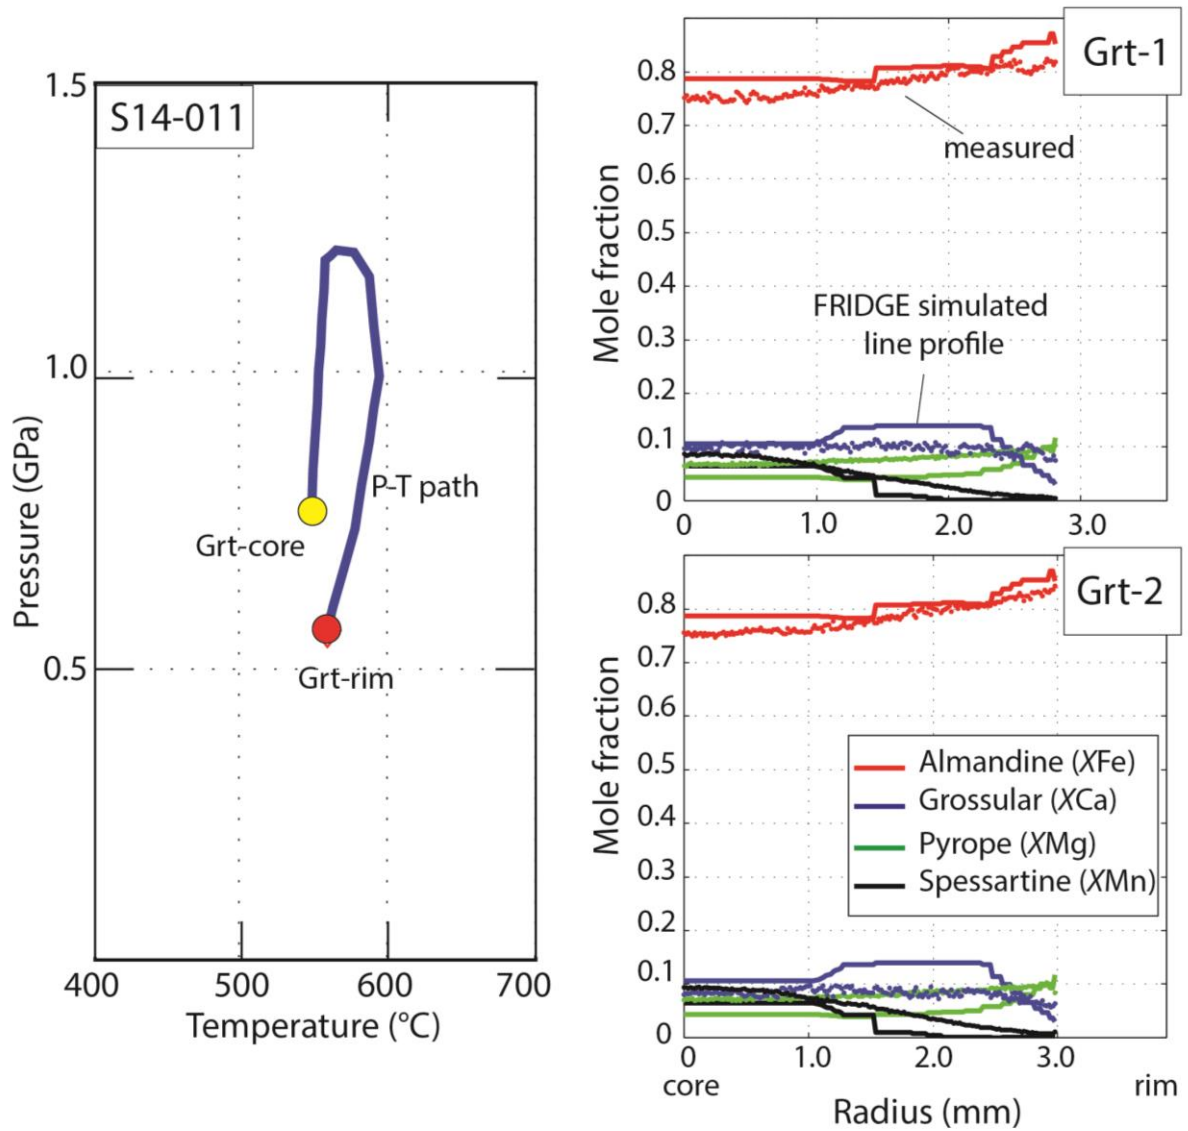 S14-011
1.5
1.0
0.5
Pressure (GPa)
400
500
600
700
Temperature (°C)
P-T path
Grt-core
Grt-rim
Grt-1
0.8
0.7
0.6
0.5
0.4
0.3
0.2
0.1
0
Mole fraction
measured
FRIDGE simulated
line profile
0
1.0
2.0
3.0
Grt-2
0.8
0.7
0.6
0.5
0.4
0.3
0.2
0.1
0
Mole fraction
Almandine (XFe)
Grossular (XCa)
Pyrope (XMg)
Spessartine (XMn)
0
1.0
2.0
3.0
core
rim
Radius (mm)